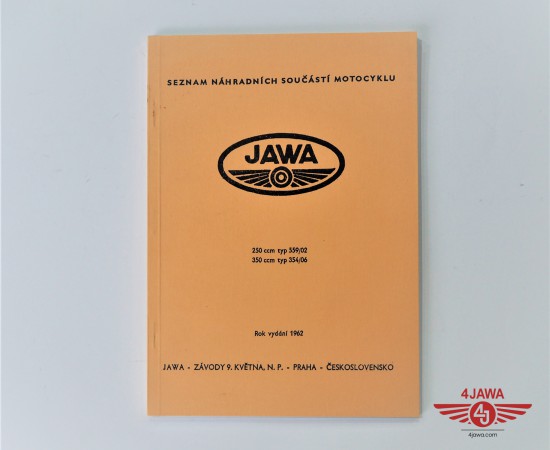 SEZNAM NÁHRADNÍCH SOUČÁSTÍ MOTOCYKLU
JAWA
250 ccm typ 559/02
350 ccm typ 354/06
Rok vydání 1962
JAWA - ZÁVODY 9. KVĚTNA, N. P. - PRAHA - ČESKOSLOVENSKO
4JAWA
4J
4jawa.com